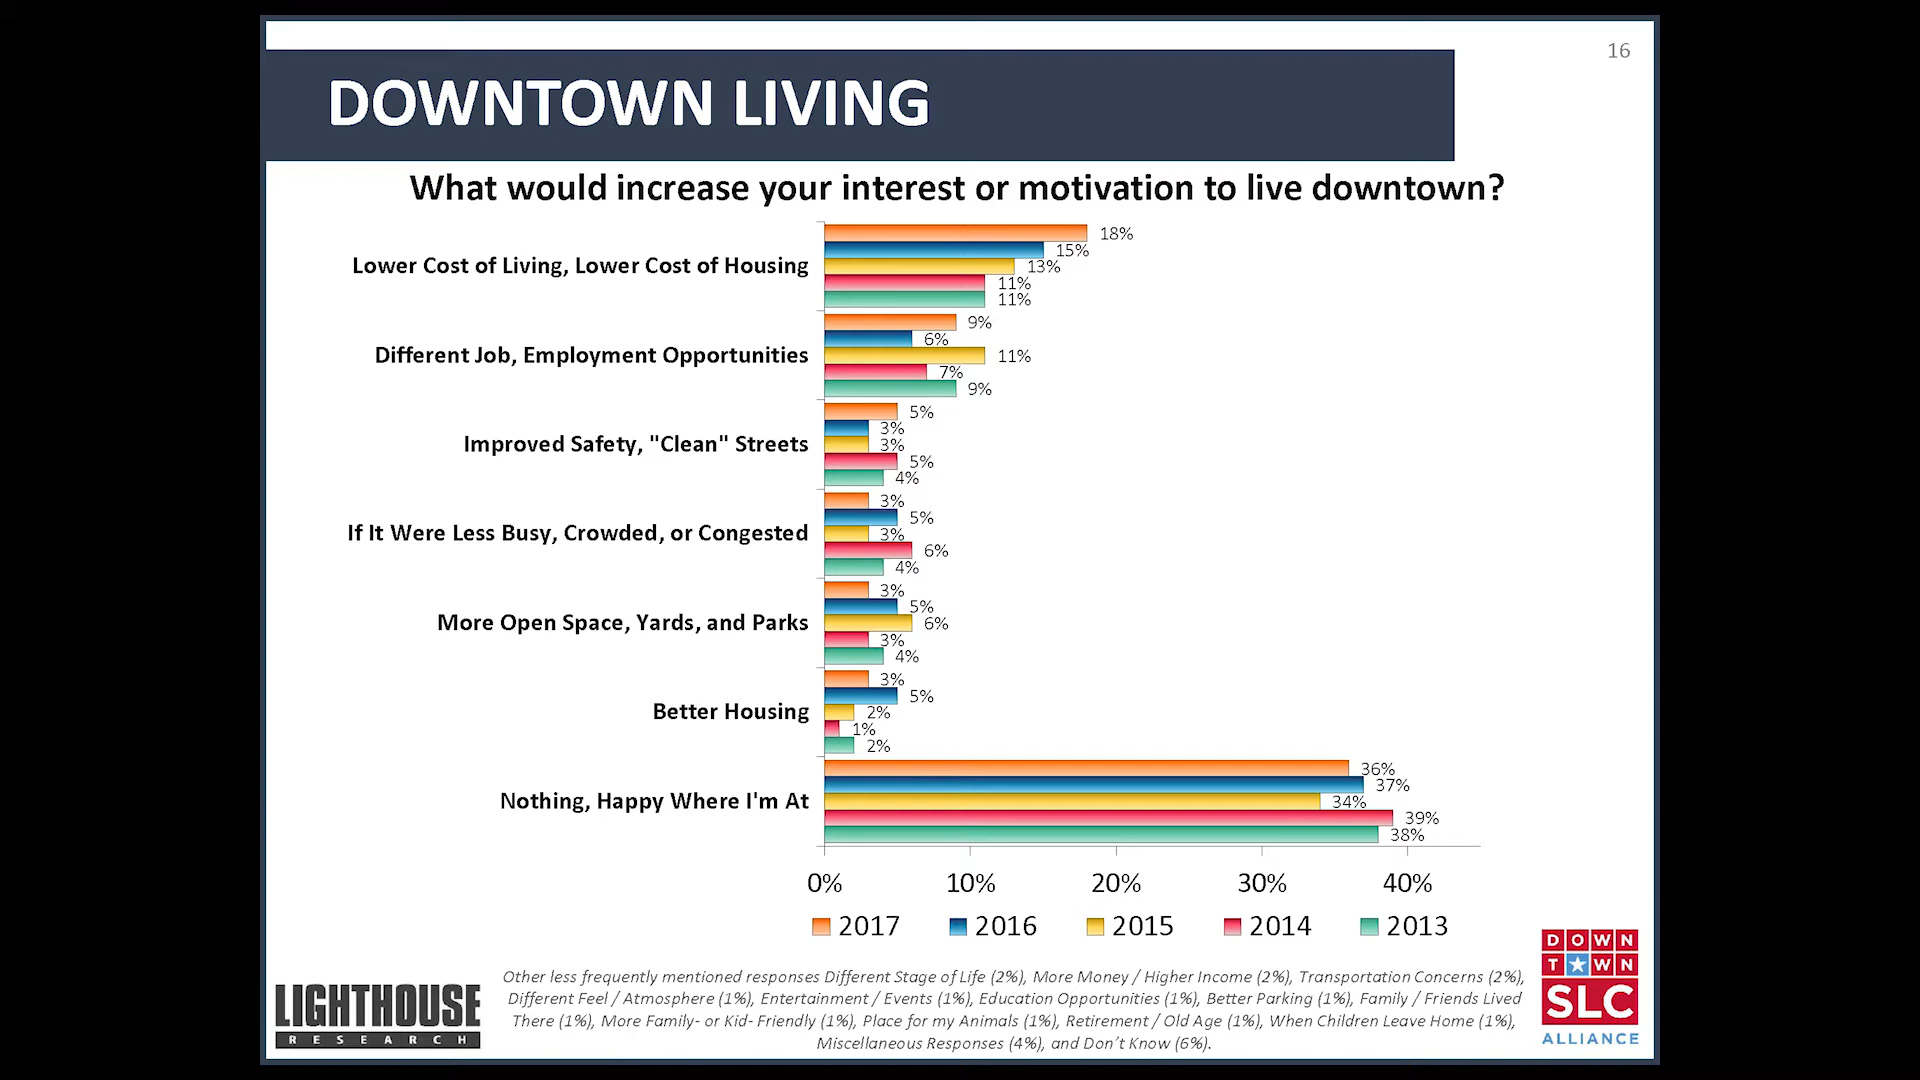 16
DOWNTOWN LIVING
What would increase your interest or motivation to live downtown?
Lower Cost of Living, Lower Cost of Housing
18%
15%
13%
11%
11%
Different Job, Employment Opportunities
9%
6%
11%
7%
9%
Improved Safety, "Clean" Streets
5%
3%
3%
5%
4%
If It Were Less Busy, Crowded, or Congested
3%
5%
3%
6%
4%
More Open Space, Yards, and Parks
3%
5%
6%
3%
4%
Better Housing
3%
5%
2%
1%
2%
Nothing, Happy Where I'm At
36%
37%
34%
39%
38%
0% 10% 20% 30% 40%
2017 2016 2015 2014 2013
Other less frequently mentioned responses Different Stage of Life (2%), More Money / Higher Income (2%), Transportation Concerns (2%),
Different Feel / Atmosphere (1%), Entertainment / Events (1%), Education Opportunities (1%), Better Parking (1%), Family / Friends Lived
There (1%), More Family- or Kid- Friendly (1%), Place for my Animals (1%), Retirement / Old Age (1%), When Children Leave Home (1%),
Miscellaneous Responses (4%), and Don't Know (6%).
LIGHTHOUSE
RESEARCH
DOWN
T WN
SLC
ALLIANCE